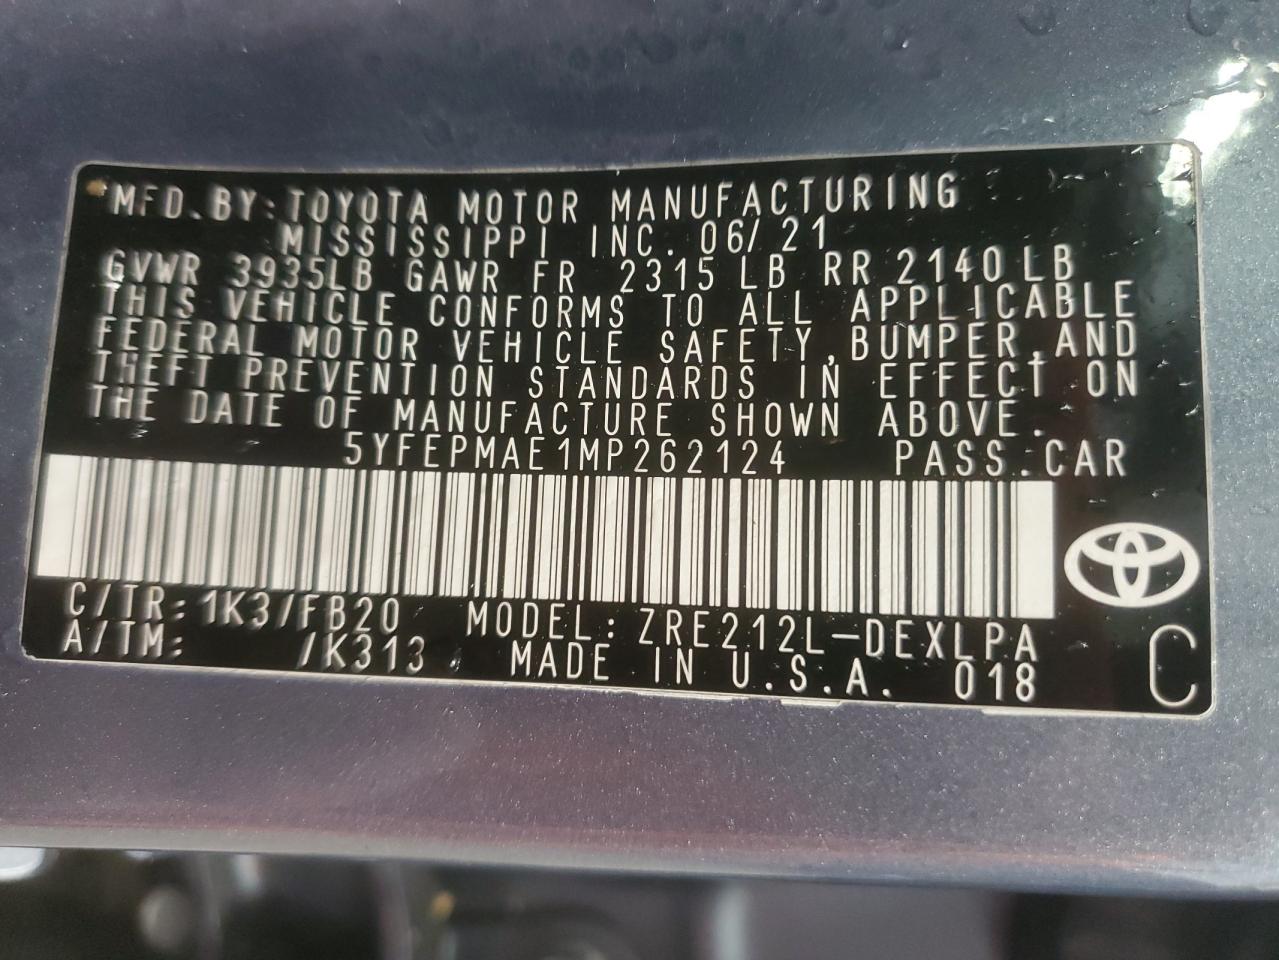 MFD. BY: TOYOTA MOTOR MANUFACTURING
MISSISSIPPI INC. 06/21
GVWR 3935LB GAWR FR 2315 LB RR 2140 LB
THIS VEHICLE CONFORMS TO ALL APPLICABLE
FEDERAL MOTOR VEHICLE SAFETY, BUMPER, AND
THEFT PREVENTION STANDARDS IN EFFECT ON
THE DATE OF MANUFACTURE SHOWN ABOVE.
5YFEPMAE1MP262124 PASS. CAR
C/TR: 1K3/FB20 MODEL: ZRE212L-DEXLPA
A/TM: /K313 MADE IN U.S.A. 018 C